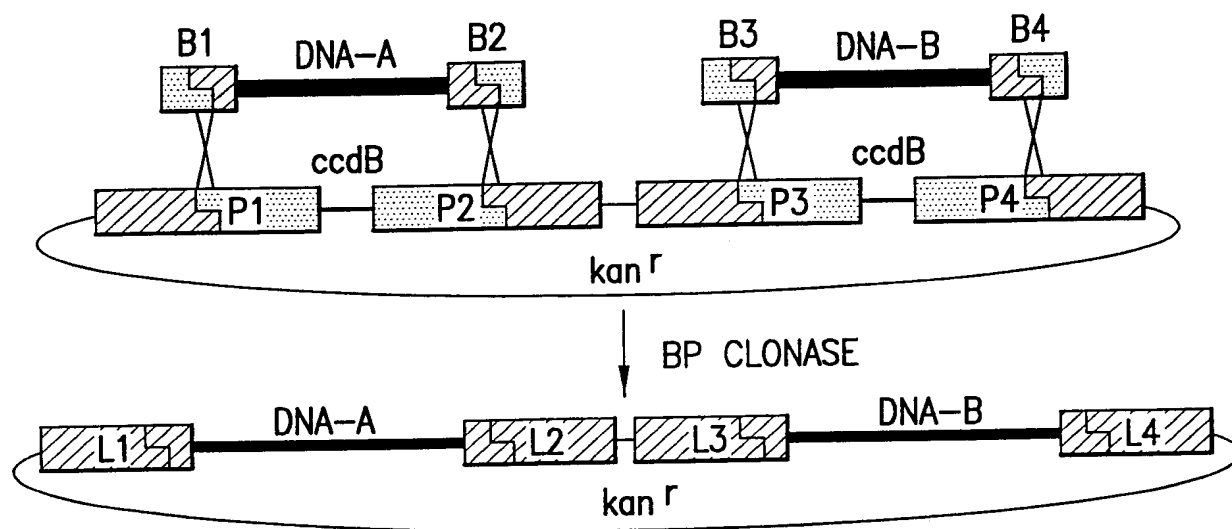 B1 DNA-A B2 B3 DNA-B B4
ccdB ccdB
P1 P2 P3 P4
kan r
BP CLONASE
DNA-A DNA-B
L1 L2 L3 L4
kan r